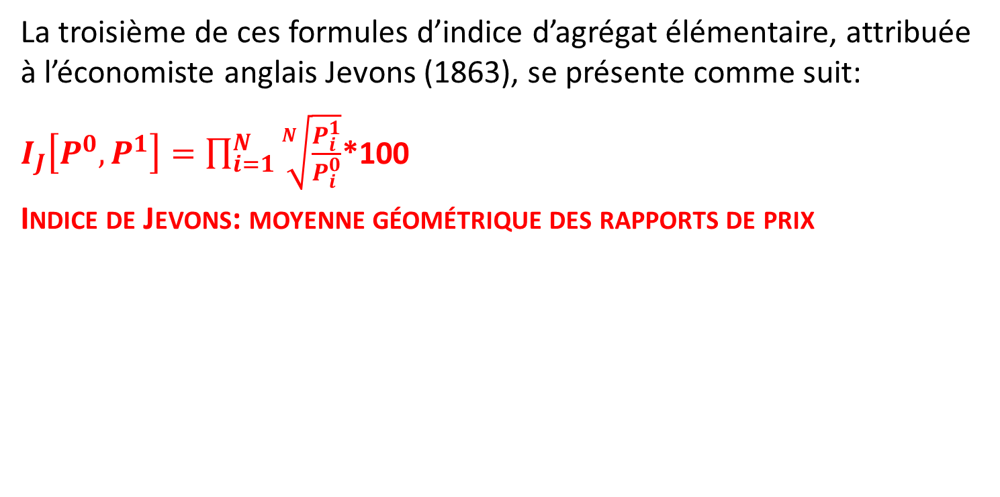 La troisième de ces formules d’indice d’agrégat élémentaire, attribuée
à l’économiste anglais Jevons (1863), se présente comme suit:
$I_J[P^0, P^1] = \prod_{i=1}^{N} \sqrt[N]{\frac{P_i^1}{P_i^0}}$*100
INDICE DE JEVONS: MOYENNE GÉOMÉTRIQUE DES RAPPORTS DE PRIX